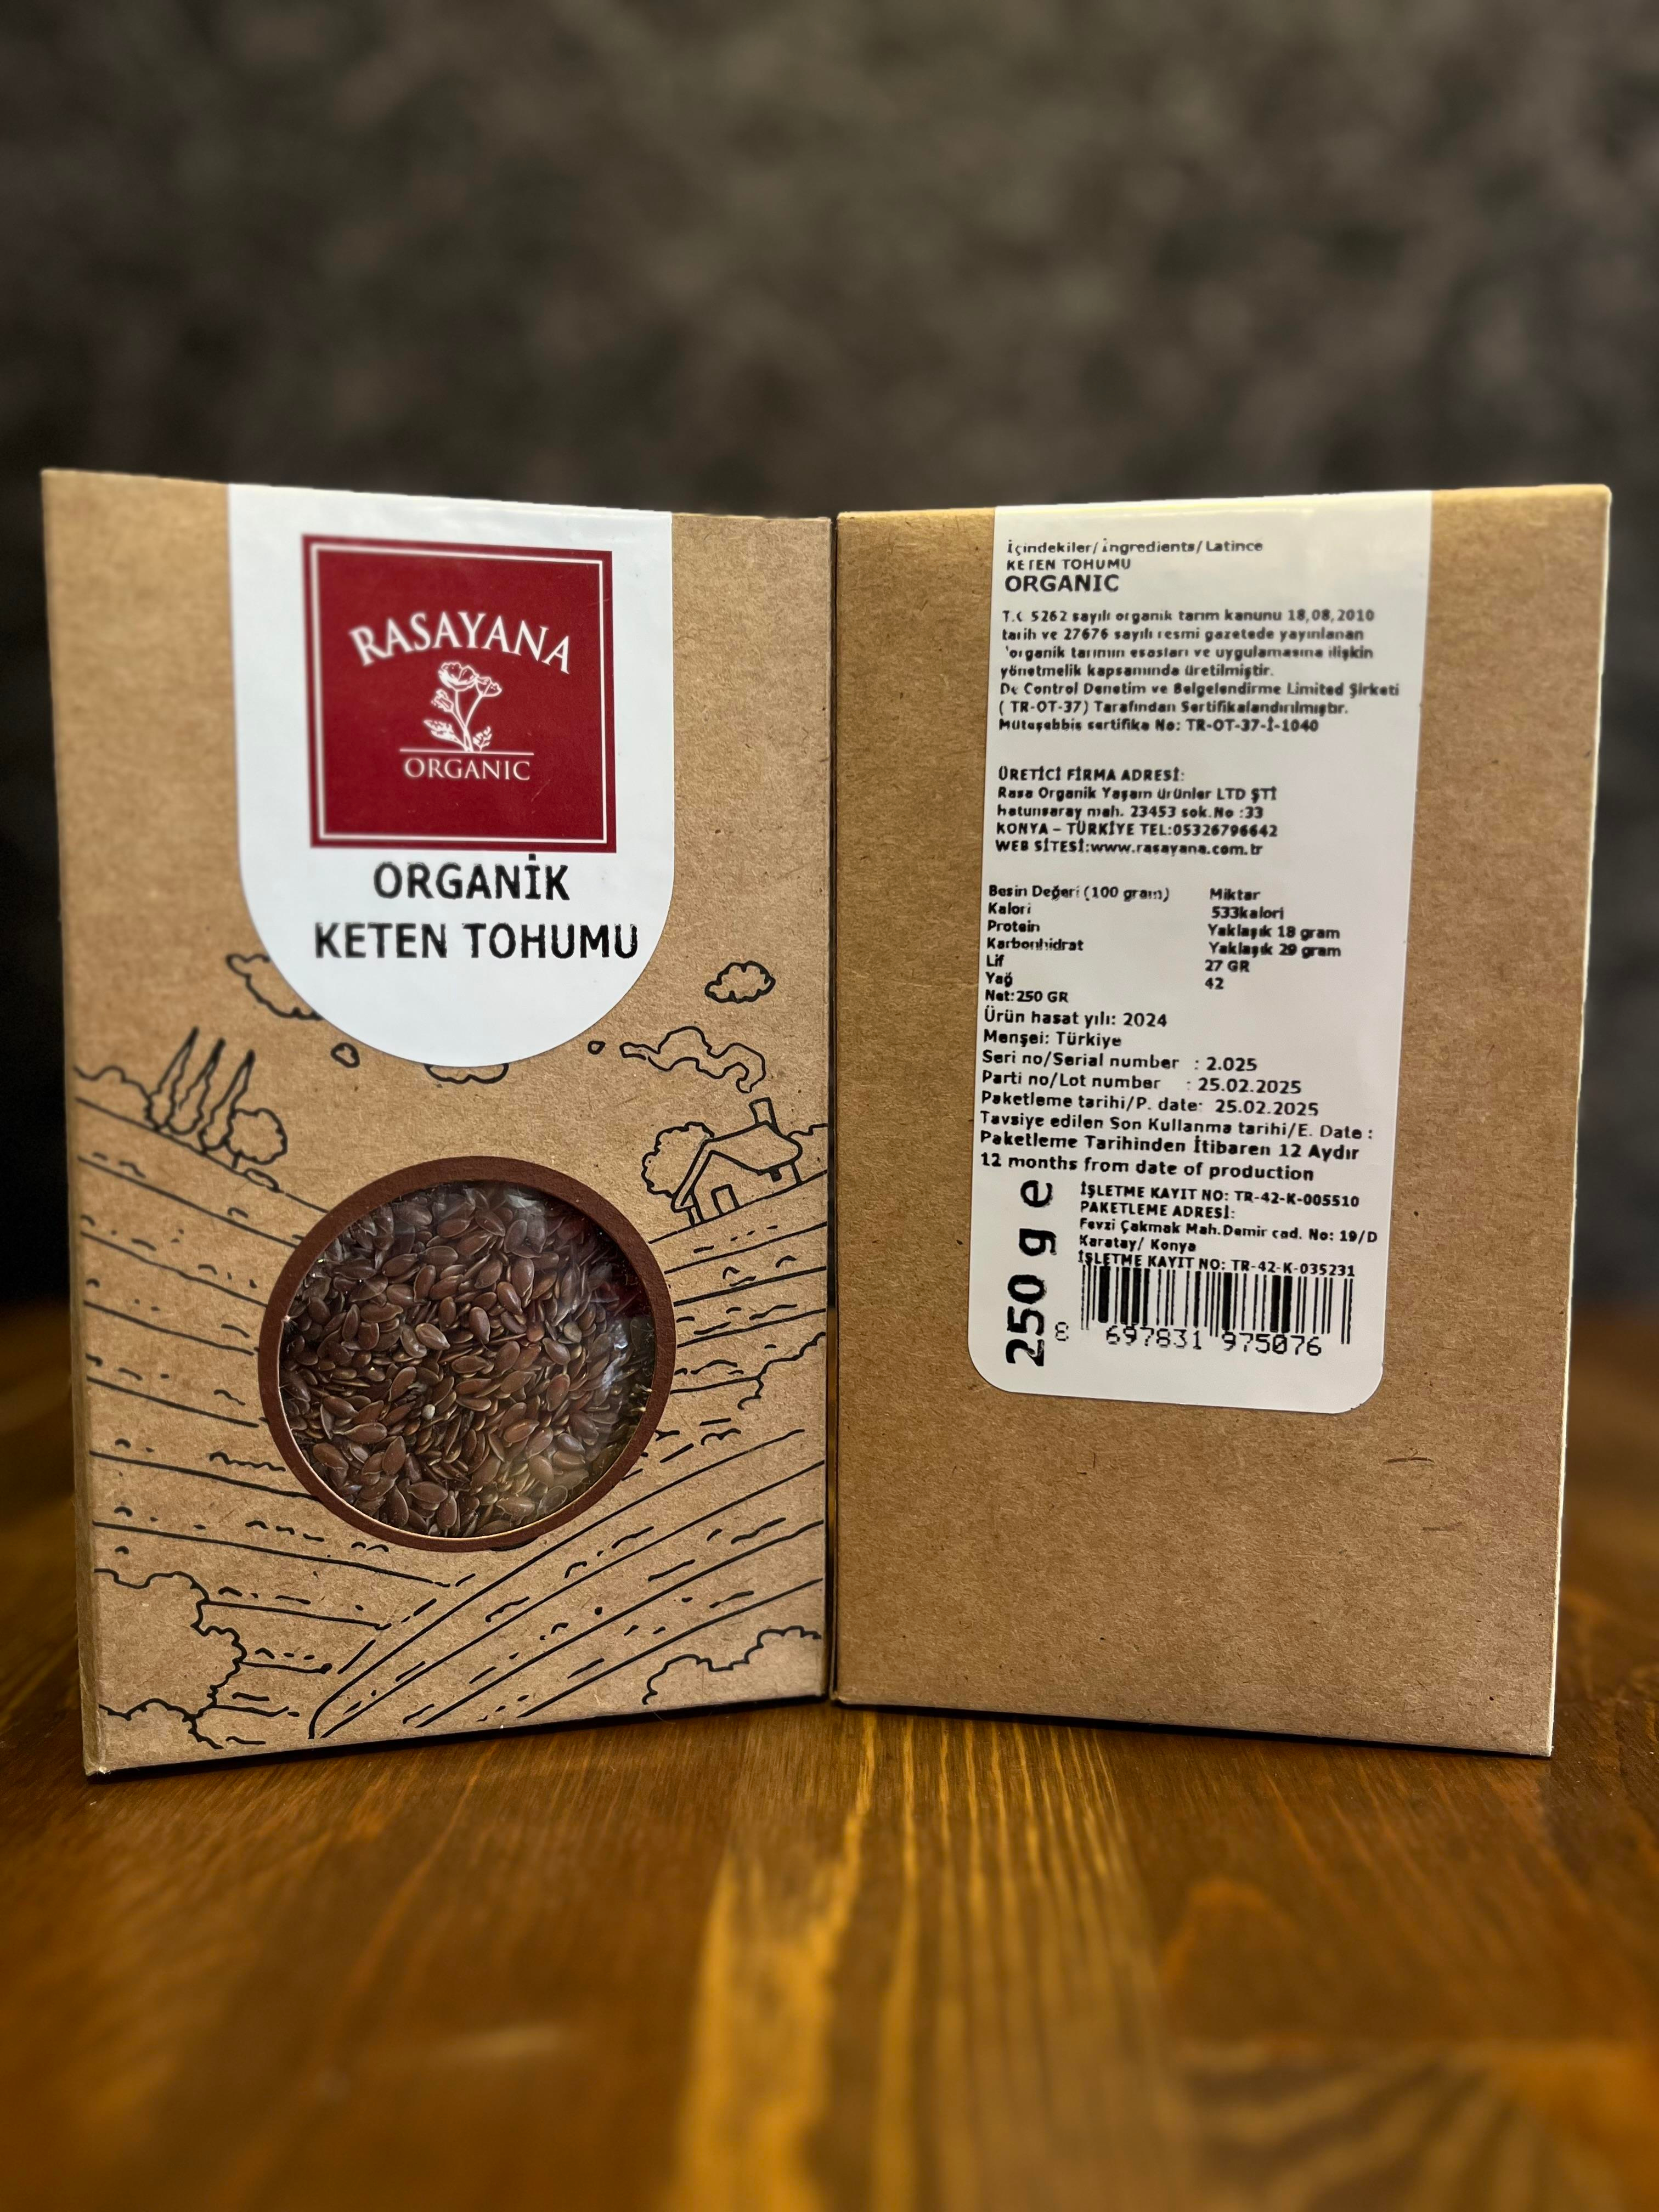 RASAYANA
ORGANIC
ORGANİK
KETEN TOHUMU
İçindekiler/ingredients/Latince
KETEN TOHUMU
ORGANIC
T.C 5262 sayılı organik tarım kanunu 18,08,2010
tarih ve 27676 sayılı resmi gazetede yayınlanan
'organik tarımın esasları ve uygulamasına ilişkin
yönetmelik kapsamında üretilmiştir.
De Control Denetim ve Belgelendirme Limited Şirketi
( TR-OT-37) Tarafından Sertifikalandırılmıştır.
Müteşebbis sertifika No: TR-OT-37-İ-1040
ÜRETİCİ FİRMA ADRESİ:
Rasa Organik Yaşam ürünler LTD ŞTİ
hatunsaray mah. 23453 sok.No :33
KONYA – TÜRKİYE TEL:05326796642
WEB SİTESİ:www.rasayana.com.tr
Besin Değeri (100 gram) Miktar
Kalori 533kalori
Protein Yaklaşık 18 gram
Karbonhidrat Yaklaşık 29 gram
Lif 27 GR
Yağ 42
Net:250 GR
Ürün hasat yılı: 2024
Menşei: Türkiye
Seri no/Serial number : 2.025
Parti no/Lot number : 25.02.2025
Paketleme tarihi/P. date: 25.02.2025
Tavsiye edilen Son Kullanma tarihi/E. Date :
Paketleme Tarihinden İtibaren 12 Aydır
12 months from date of production
250 g e
İŞLETME KAYIT NO: TR-42-K-005510
PAKETLEME ADRESİ:
Fevzi Çakmak Mah.Demir cad. No: 19/D
Karatay/ Konya
İŞLETME KAYIT NO: TR-42-K-035231
8 697831 975076